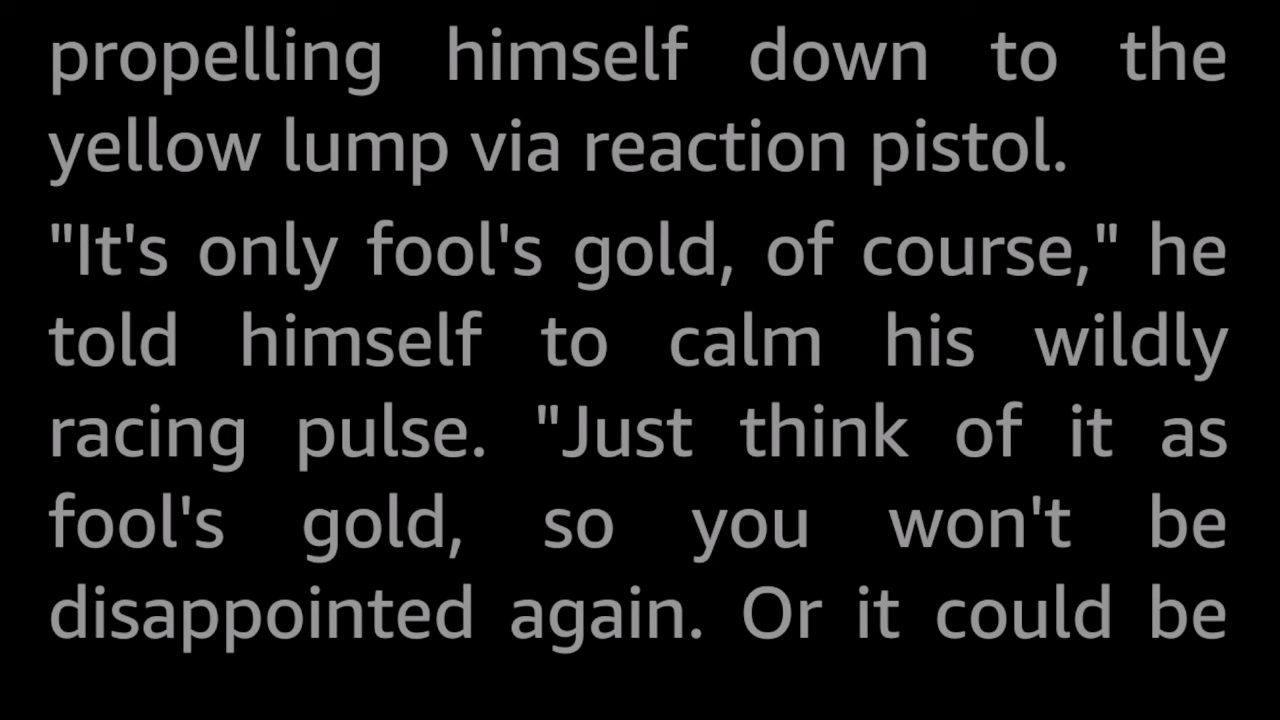 propelling himself down to the
yellow lump via reaction pistol.
"It's only fool's gold, of course," he
told himself to calm his wildly
racing pulse. "Just think of it as
fool's gold, so you won't be
disappointed again. Or it could be